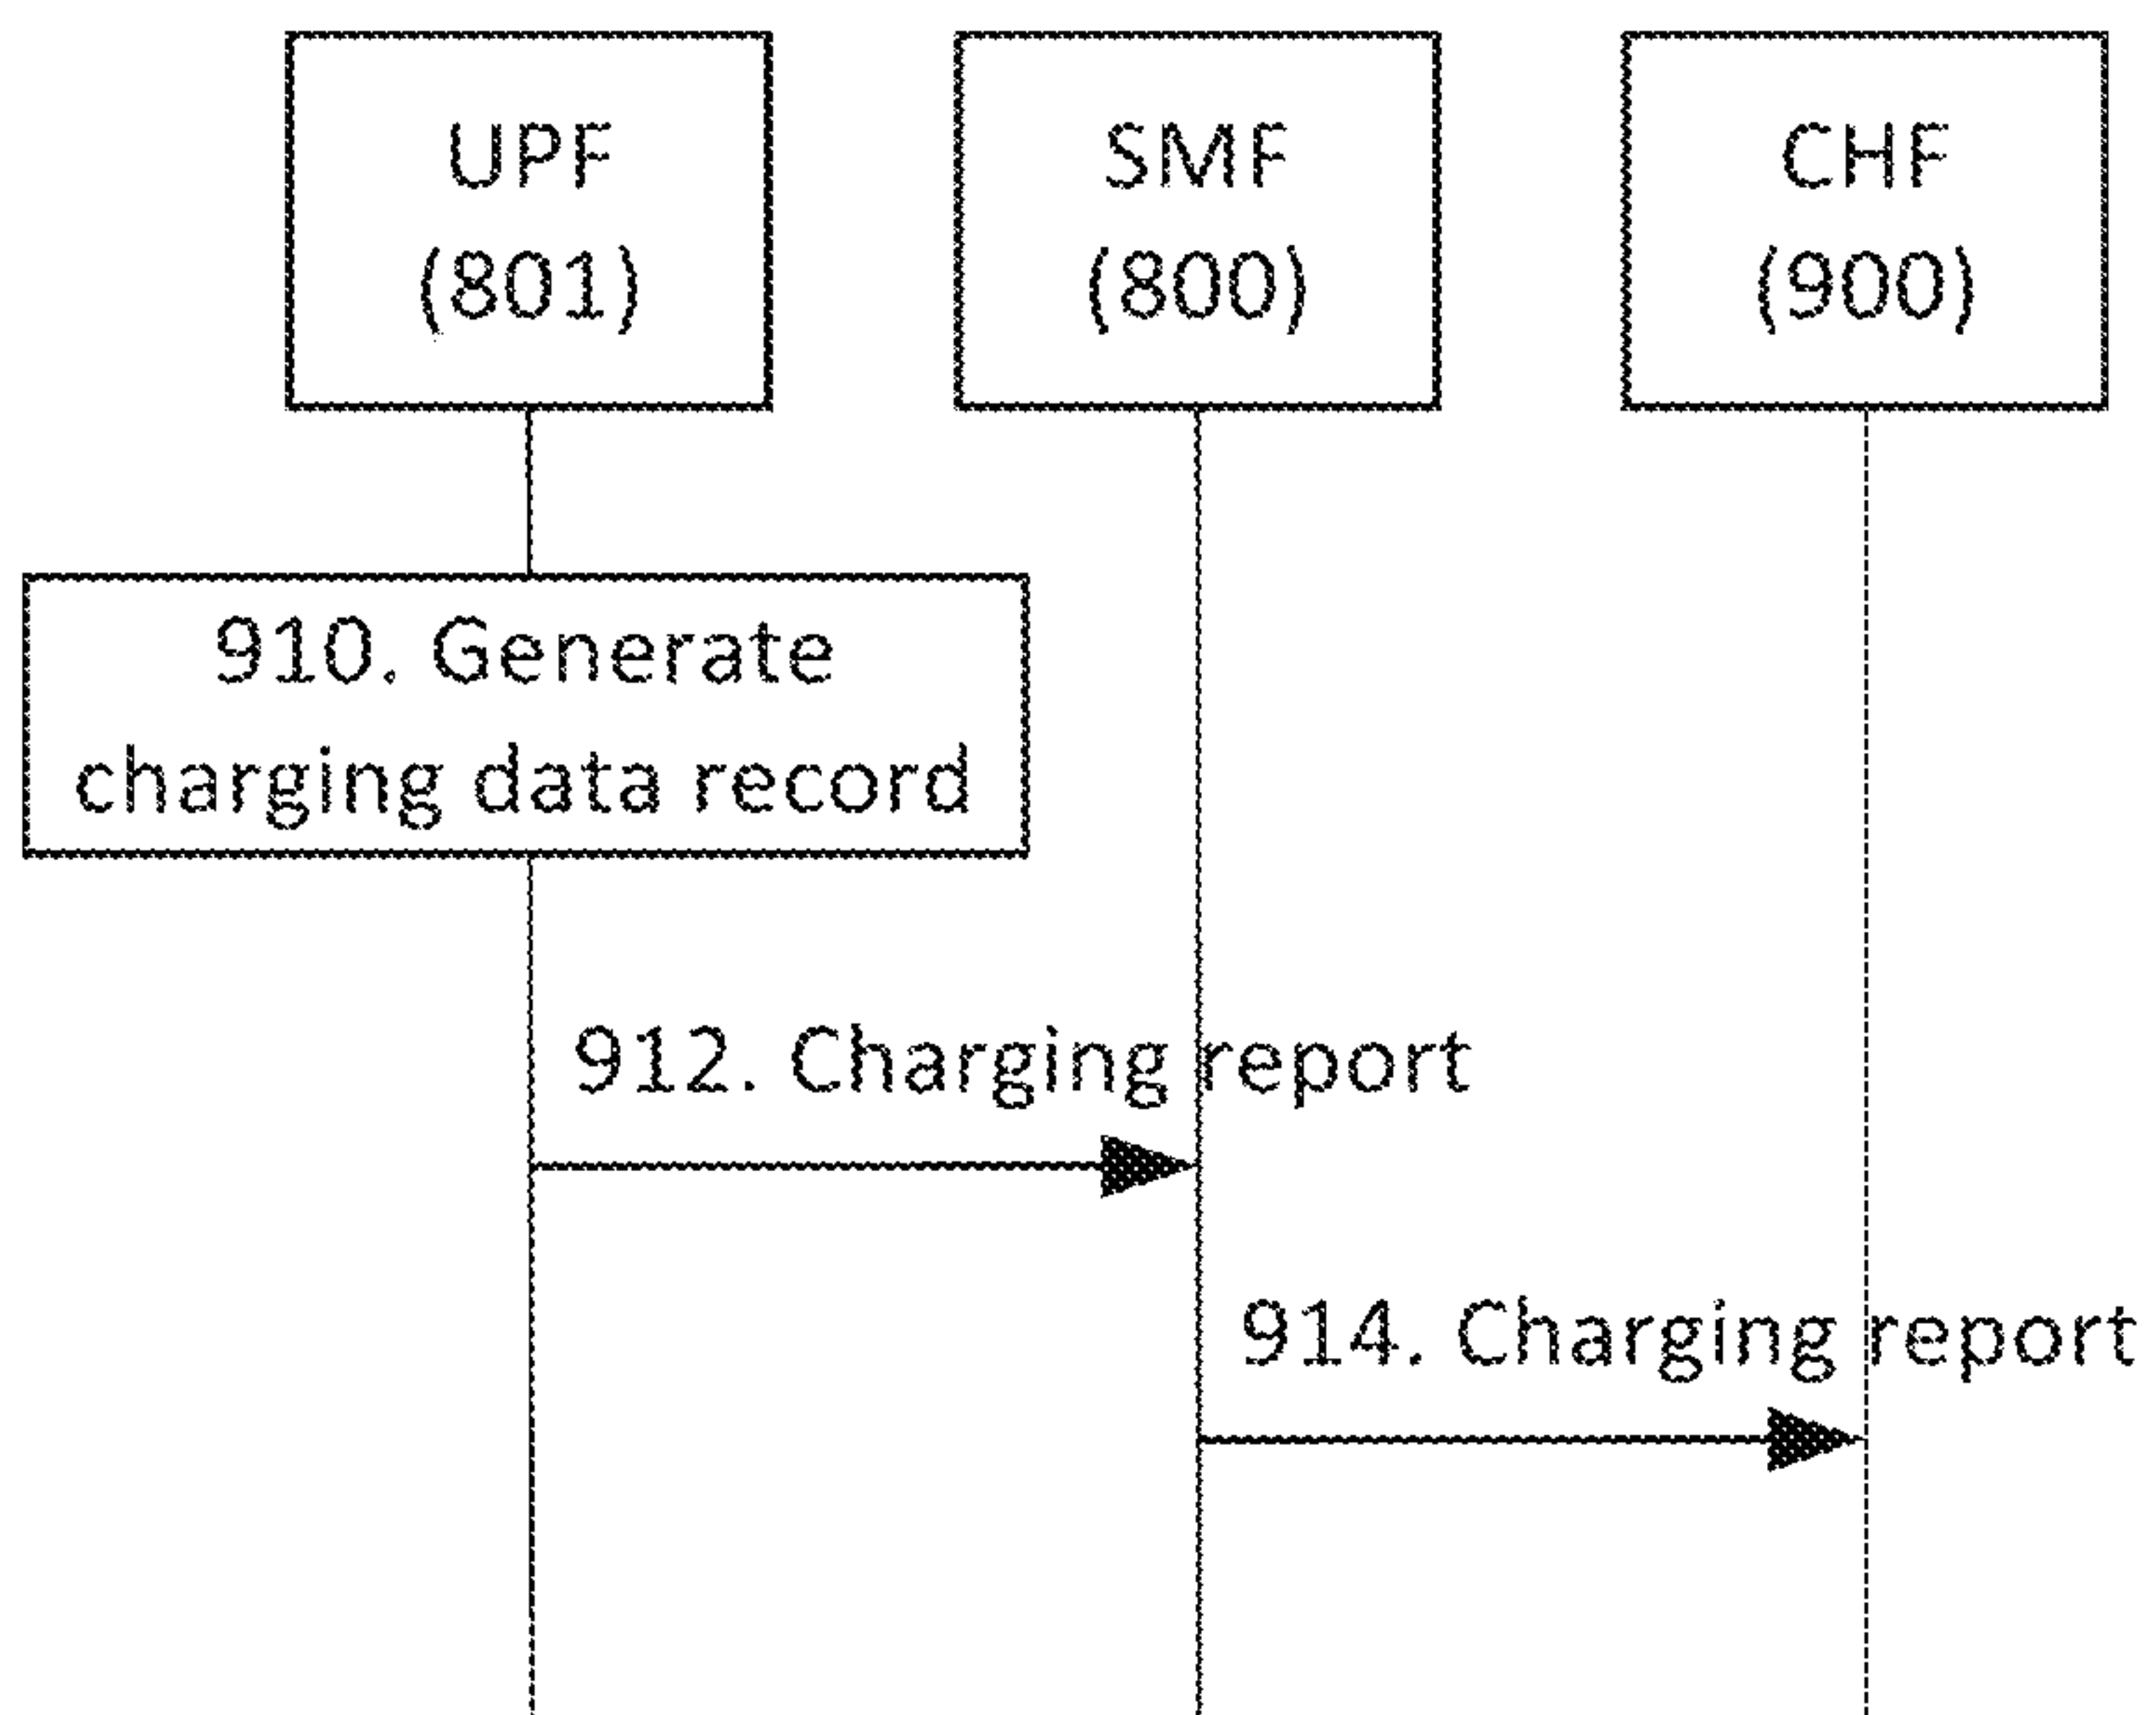 UPF
(801)
SMF
(800)
CHF
(900)
910. Generate
charging data record
912. Charging report
914. Charging report